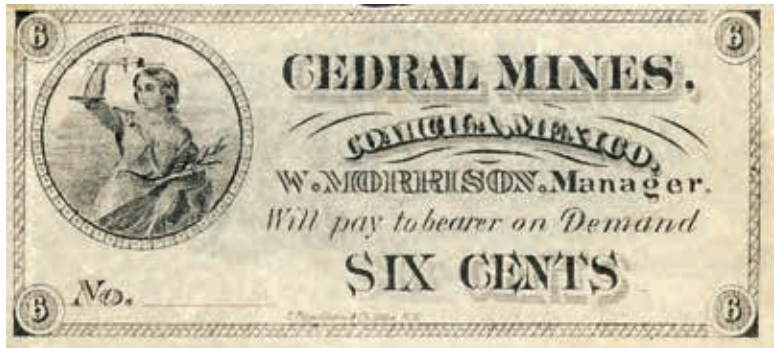 6 6
CEDRAL MINES.
COAHUILA, MEXICO,
W. MORRISON. Manager.
Will pay to bearer on Demand
SIX CENTS
No.
6 6